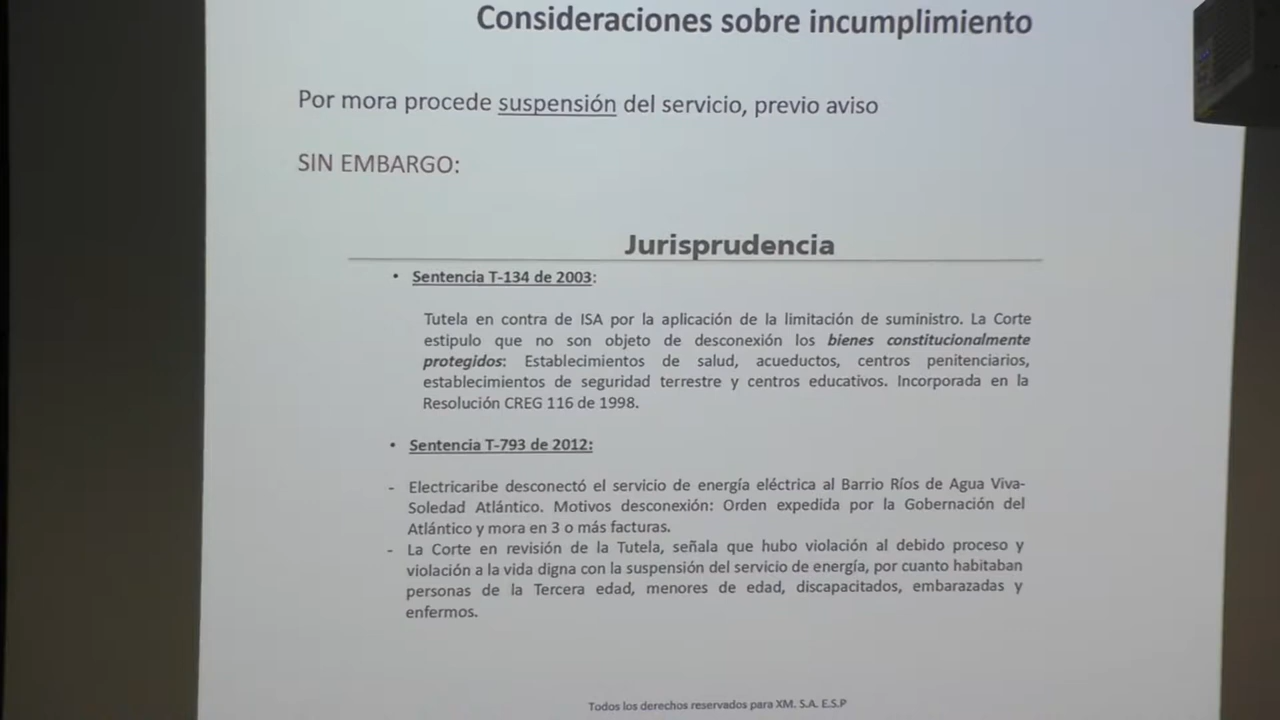 Consideraciones sobre incumplimiento
Por mora procede suspensión del servicio, previo aviso
SIN EMBARGO:
Jurisprudencia
• Sentencia T-134 de 2003:
Tutela en contra de ISA por la aplicación de la limitación de suministro. La Corte
estipulo que no son objeto de desconexión los bienes constitucionalmente
protegidos: Establecimientos de salud, acueductos, centros penitenciarios,
establecimientos de seguridad terrestre y centros educativos. Incorporada en la
Resolución CREG 116 de 1998.
• Sentencia T-793 de 2012:
- Electricaribe desconectó el servicio de energía eléctrica al Barrio Ríos de Agua Viva-
Soledad Atlántico. Motivos desconexión: Orden expedida por la Gobernación del
Atlántico y mora en 3 o más facturas.
- La Corte en revisión de la Tutela, señala que hubo violación al debido proceso y
violación a la vida digna con la suspensión del servicio de energía, por cuanto habitaban
personas de la Tercera edad, menores de edad, discapacitados, embarazadas y
enfermos.
Todos los derechos reservados para XM. S.A. E.S.P